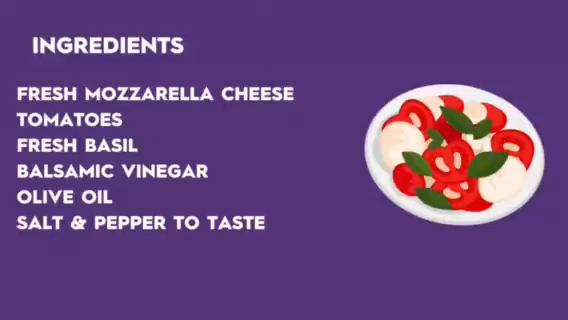 INGREDIENTS
FRESH MOZZARELLA CHEESE
TOMATOES
FRESH BASIL
BALSAMIC VINEGAR
OLIVE OIL
SALT & PEPPER TO TASTE